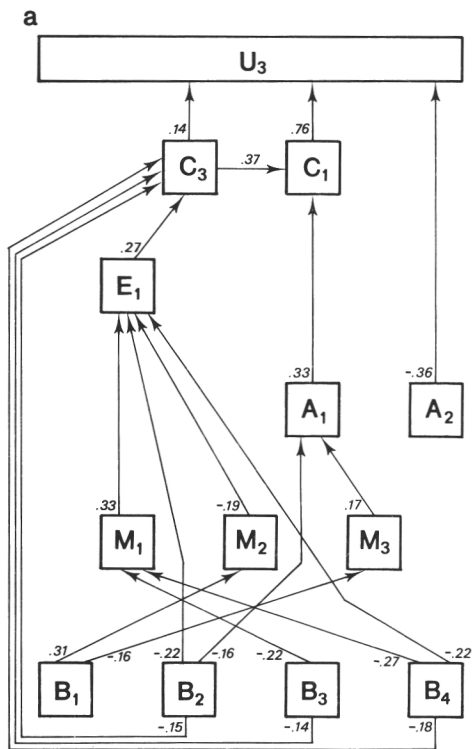 a
U₃
.14 .76
C₃ .37 C₁
.27
E₁
.33 -.36
A₁ A₂
.33 -.19 .17
M₁ M₂ M₃
.31 -.16 -.22 -.16 -.22 -.27 -.22
B₁ B₂ B₃ B₄
-.15 -.14 -.18